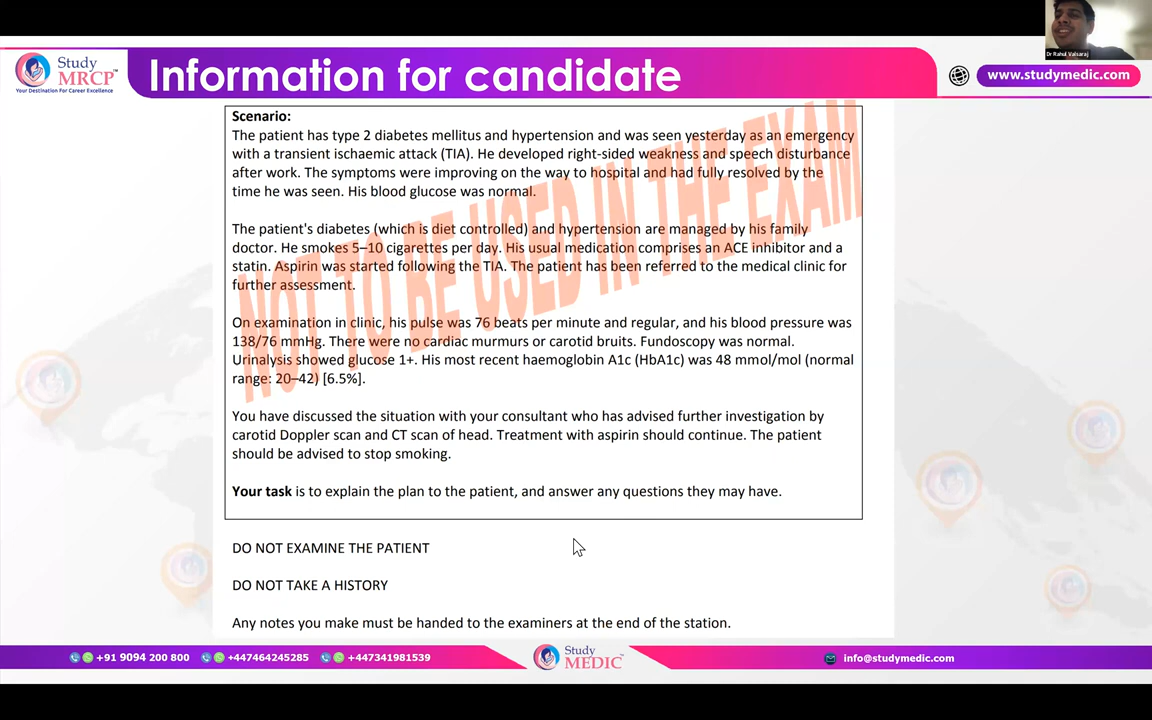 Dr Rahul Valsaraj
Study
MRCP™
Your Destination For Career Excellence
Information for candidate
www.studymedic.com
Scenario:
The patient has type 2 diabetes mellitus and hypertension and was seen yesterday as an emergency
with a transient ischaemic attack (TIA). He developed right-sided weakness and speech disturbance
after work. The symptoms were improving on the way to hospital and had fully resolved by the
time he was seen. His blood glucose was normal.
The patient's diabetes (which is diet controlled) and hypertension are managed by his family
doctor. He smokes 5–10 cigarettes per day. His usual medication comprises an ACE inhibitor and a
statin. Aspirin was started following the TIA. The patient has been referred to the medical clinic for
further assessment.
On examination in clinic, his pulse was 76 beats per minute and regular, and his blood pressure was
138/76 mmHg. There were no cardiac murmurs or carotid bruits. Fundoscopy was normal.
Urinalysis showed glucose 1+. His most recent haemoglobin A1c (HbA1c) was 48 mmol/mol (normal
range: 20–42) [6.5%].
You have discussed the situation with your consultant who has advised further investigation by
carotid Doppler scan and CT scan of head. Treatment with aspirin should continue. The patient
should be advised to stop smoking.
Your task is to explain the plan to the patient, and answer any questions they may have.
NOT TO BE USED IN THE EXAM
DO NOT EXAMINE THE PATIENT
DO NOT TAKE A HISTORY
Any notes you make must be handed to the examiners at the end of the station.
+91 9094 200 800
+447464245285
+447341981539
Study
MEDIC™
info@studymedic.com